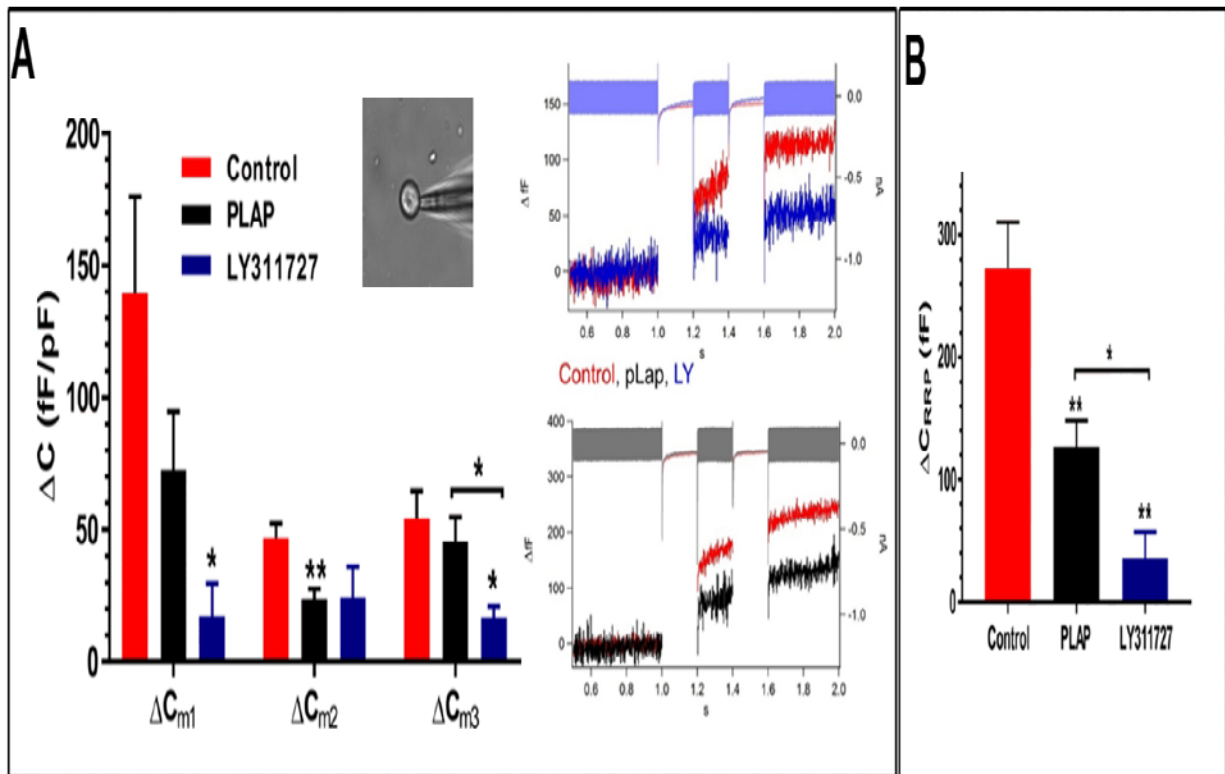 A
200
150
100
50
0
ΔC (fF/pF)
Control
PLAP
LY311727
*
**
*
*
ΔCm1
ΔCm2
ΔCm3
150
100
50
0
Δ fF
0.0
-0.5
-1.0
nA
0.6 0.8 1.0 1.2 1.4 1.6 1.8 2.0
s
Control, pLap, LY
400
300
200
100
0
Δ fF
0.0
-0.5
-1.0
nA
0.6 0.8 1.0 1.2 1.4 1.6 1.8 2.0
s
B
300
200
100
0
ΔCRRP (fF)
**
*
**
Control PLAP LY311727